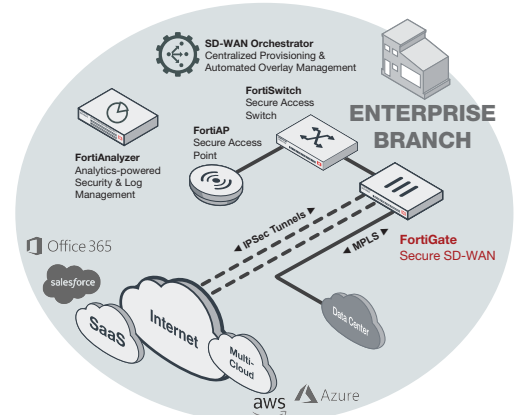 SD-WAN Orchestrator
Centralized Provisioning &
Automated Overlay Management
FortiSwitch
Secure Access
Switch
ENTERPRISE
BRANCH
FortiAP
Secure Access
Point
FortiAnalyzer
Analytics-powered
Security & Log
Management
◄ IPSec Tunnels ►
◄ MPLS ►
FortiGate
Secure SD-WAN
Office 365
salesforce
SaaS
Internet
Multi-
Cloud
Data Center
aws
Azure